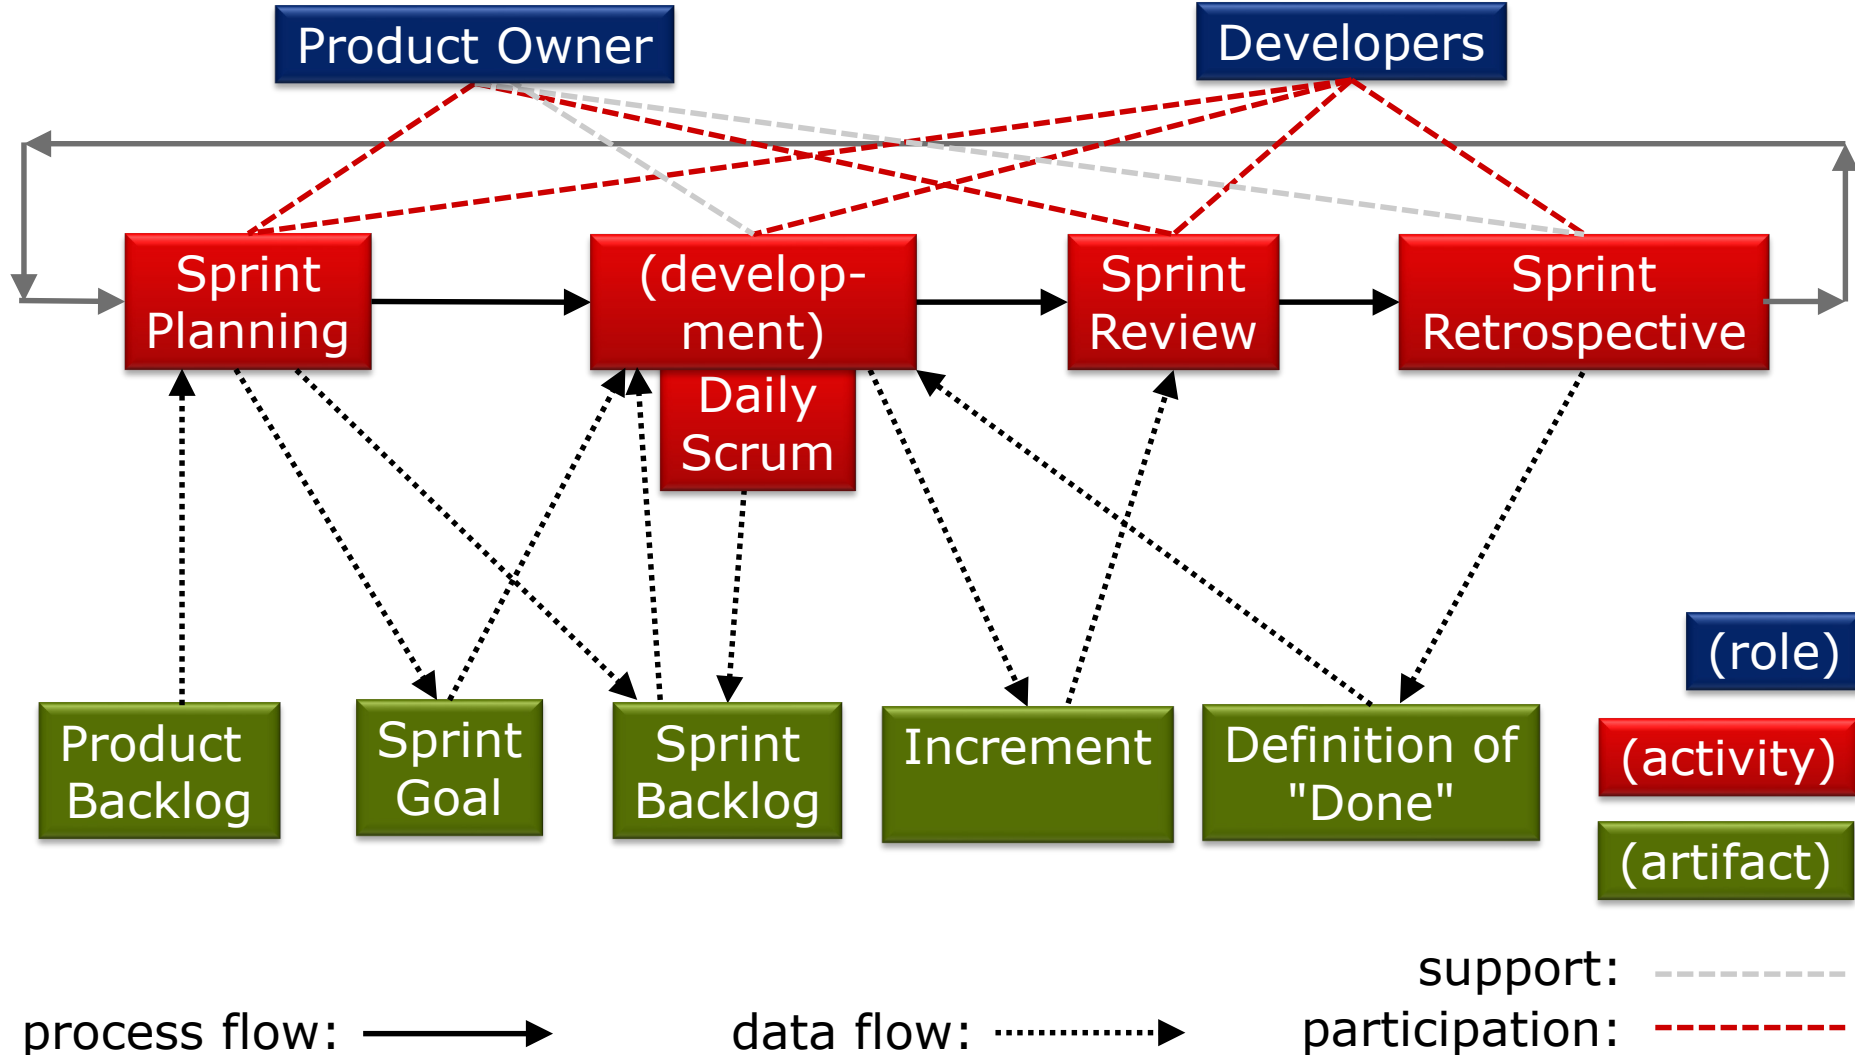 Product Owner
Developers
Sprint
Planning
(develop-
ment)
Sprint
Review
Sprint
Retrospective
Daily
Scrum
Product
Backlog
Sprint
Goal
Sprint
Backlog
Increment
Definition of
"Done"
(role)
(activity)
(artifact)
support:
process flow:
data flow:
participation: